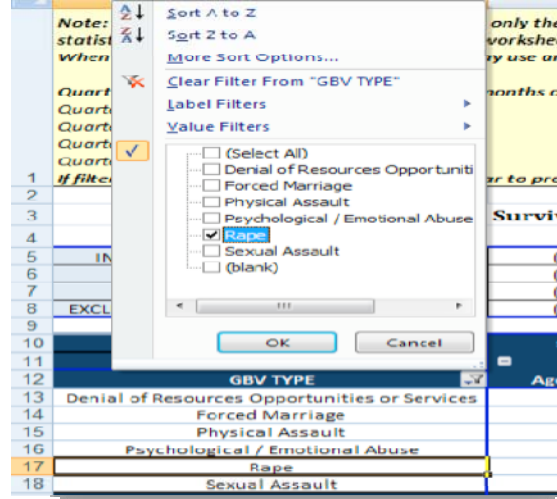 Sort A to Z
Note: only the
Sort Z to A
statist workshe
More Sort Options...
When y use an
Clear Filter From "GBV TYPE"
Quart months
Label Filters
Quart
Value Filters
Quart
Quart
(Select All)
Quart
Denial of Resources Opportuniti
1 If filte r to pro
Forced Marriage
2
Physical Assault
3 Psychological / Emotional Abuse Surviv
Rape
4
Sexual Assault
5 IN
(blank)
6
7
8 EXCL
9
10 OK Cancel
11
12 GBV TYPE Age
13 Denial of Resources Opportunities or Services
14 Forced Marriage
15 Physical Assault
16 Psychological / Emotional Abuse
17 Rape
18 Sexual Assault